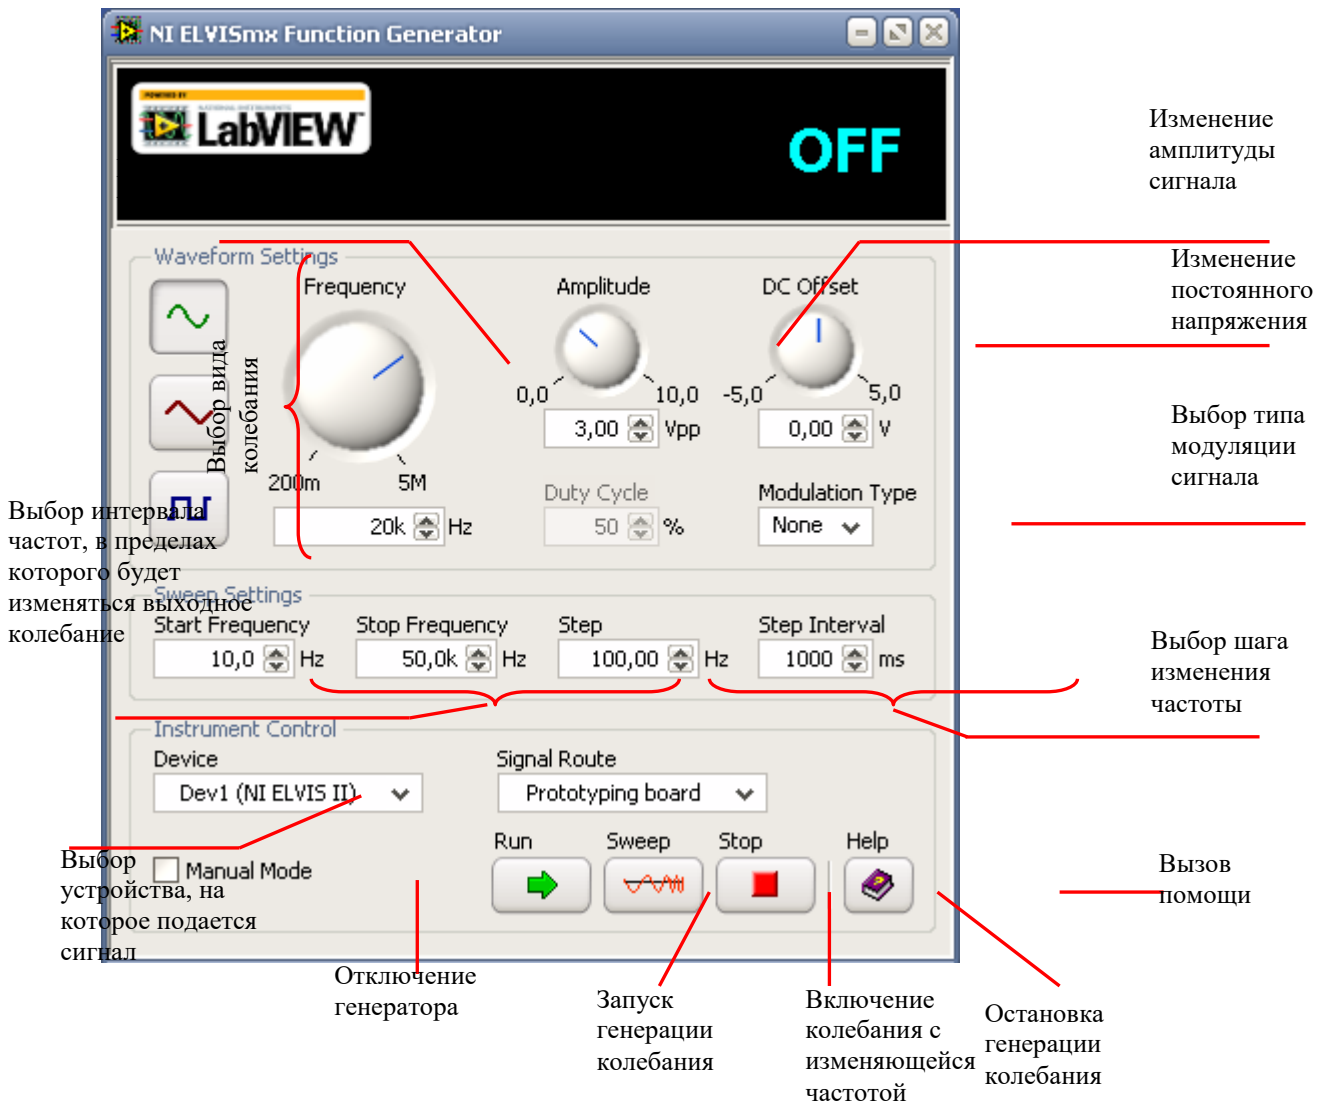 NI ELVISmx Function Generator
POWERED BY
NATIONAL INSTRUMENTS
LabVIEW
OFF
Изменение
амплитуды
сигнала
Waveform Settings
Frequency
Amplitude
DC Offset
Изменение
постоянного
напряжения
Выбор вида
колебания
0,0
10,0
-5,0
5,0
3,00 Vpp
0,00 V
200m
5M
20k Hz
Duty Cycle
50 %
Modulation Type
None
Выбор типа
модуляции
сигнала
Выбор интервала
частот, в пределах
которого будет
изменяться выходное
колебание
Sweep Settings
Start Frequency
Stop Frequency
Step
Step Interval
10,0 Hz
50,0k Hz
100,00 Hz
1000 ms
Выбор шага
изменения
частоты
Instrument Control
Device
Signal Route
Dev1 (NI ELVIS II)
Prototyping board
Run
Sweep
Stop
Help
Manual Mode
Выбор
устройства, на
которое подается
сигнал
Вызов
помощи
Отключение
генератора
Запуск
генерации
колебания
Включение
колебания с
изменяющейся
частотой
Остановка
генерации
колебания